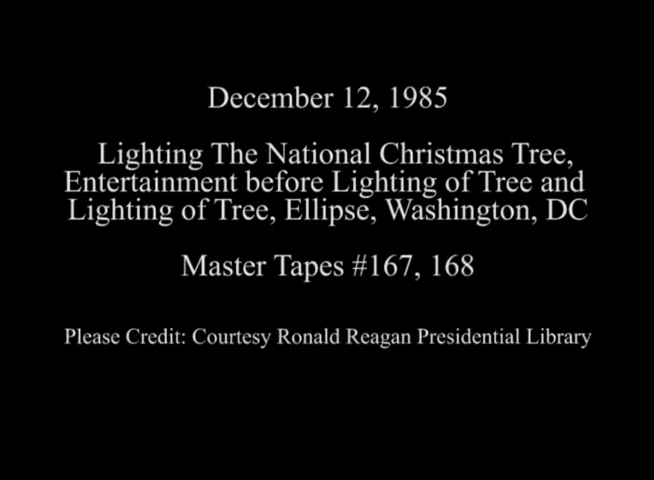 December 12, 1985
Lighting The National Christmas Tree,
Entertainment before Lighting of Tree and
Lighting of Tree, Ellipse, Washington, DC
Master Tapes #167, 168
Please Credit: Courtesy Ronald Reagan Presidential Library